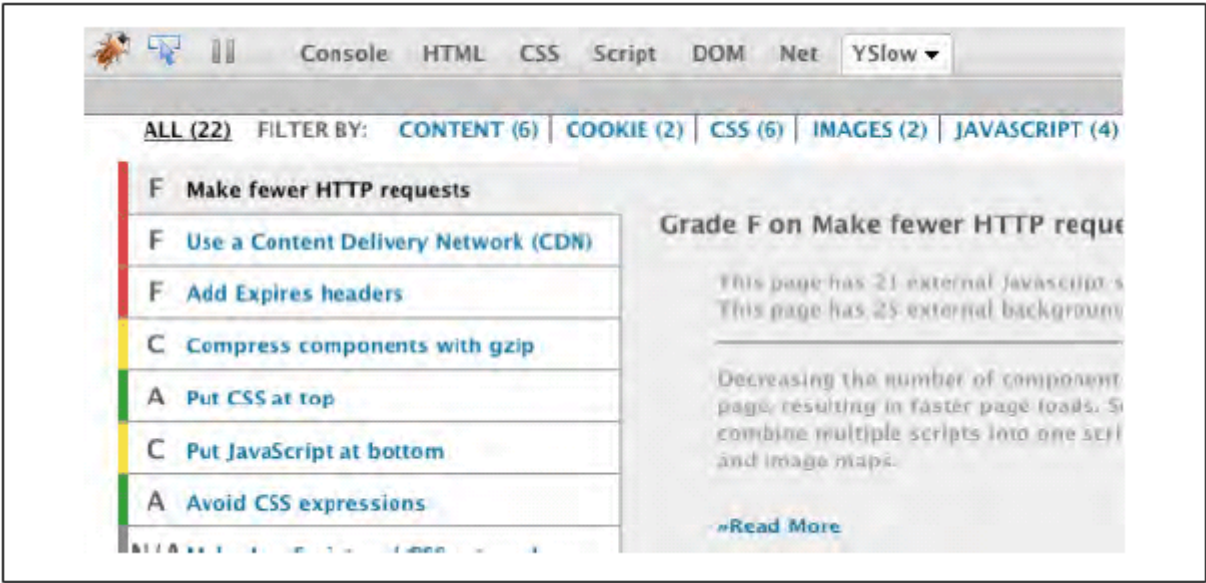 Console HTML CSS Script DOM Net YSlow
ALL (22) FILTER BY: CONTENT (6) | COOKIE (2) | CSS (6) | IMAGES (2) | JAVASCRIPT (4)
F Make fewer HTTP requests
F Use a Content Delivery Network (CDN)
F Add Expires headers
C Compress components with gzip
A Put CSS at top
C Put JavaScript at bottom
A Avoid CSS expressions
N/A
Grade F on Make fewer HTTP reque
This page has 21 external Javascript s
This page has 25 external background
Decreasing the number of component
page, resulting in faster page loads. S
combine multiple scripts into one scri
and image maps.
»Read More